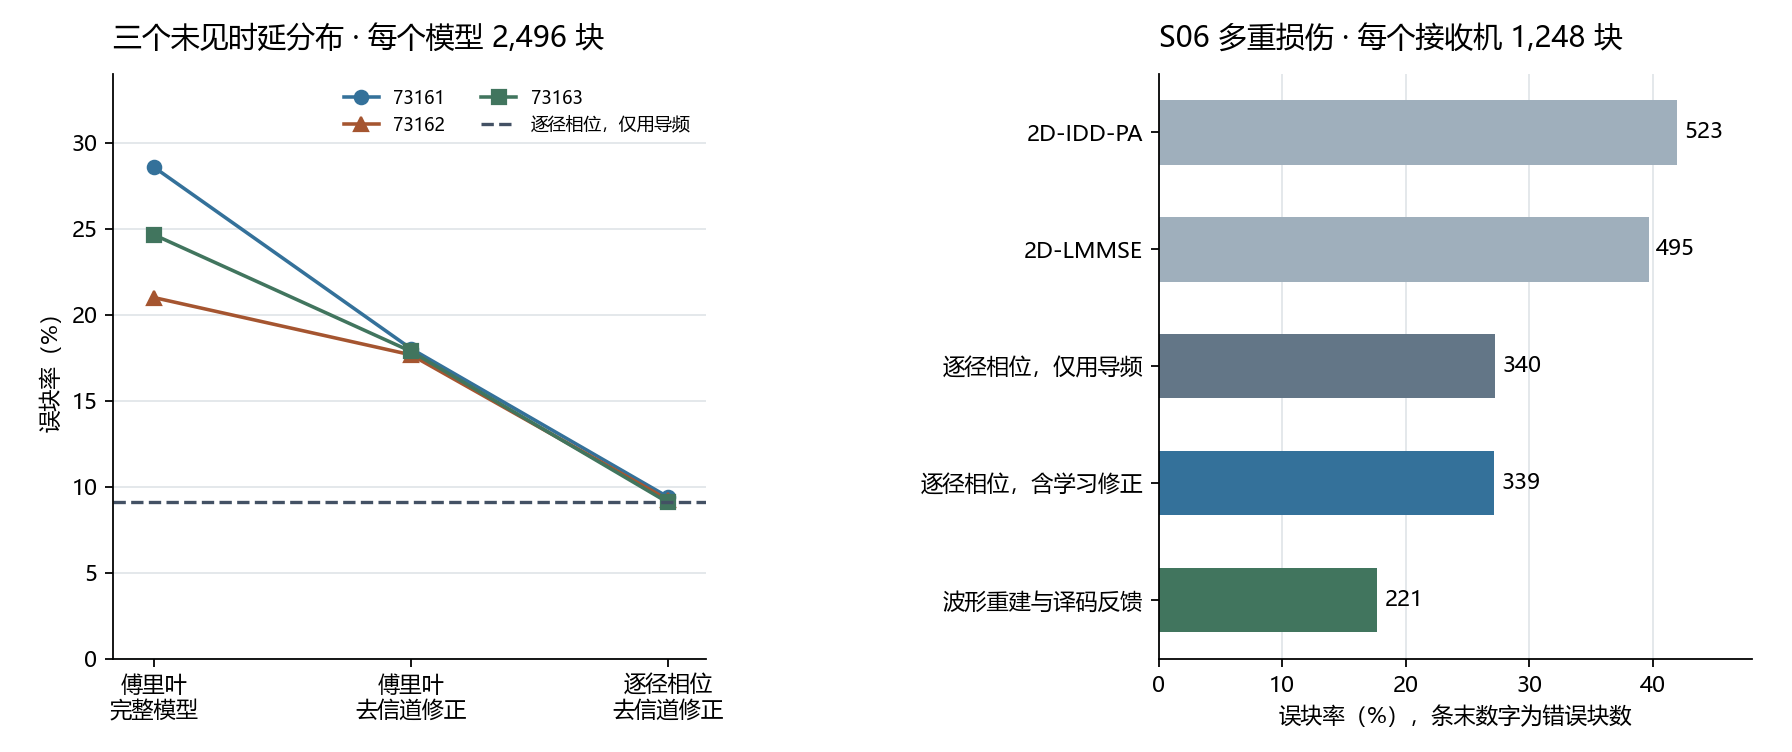 三个未见时延分布 · 每个模型 2,496 块
73161
73162
73163
逐径相位，仅用导频
误块率（%）
30
25
20
15
10
5
0
傅里叶
完整模型
傅里叶
去信道修正
逐径相位
去信道修正
S06 多重损伤 · 每个接收机 1,248 块
2D-IDD-PA
523
2D-LMMSE
495
逐径相位，仅用导频
340
逐径相位，含学习修正
339
波形重建与译码反馈
221
0
10
20
30
40
误块率（%），条末数字为错误块数